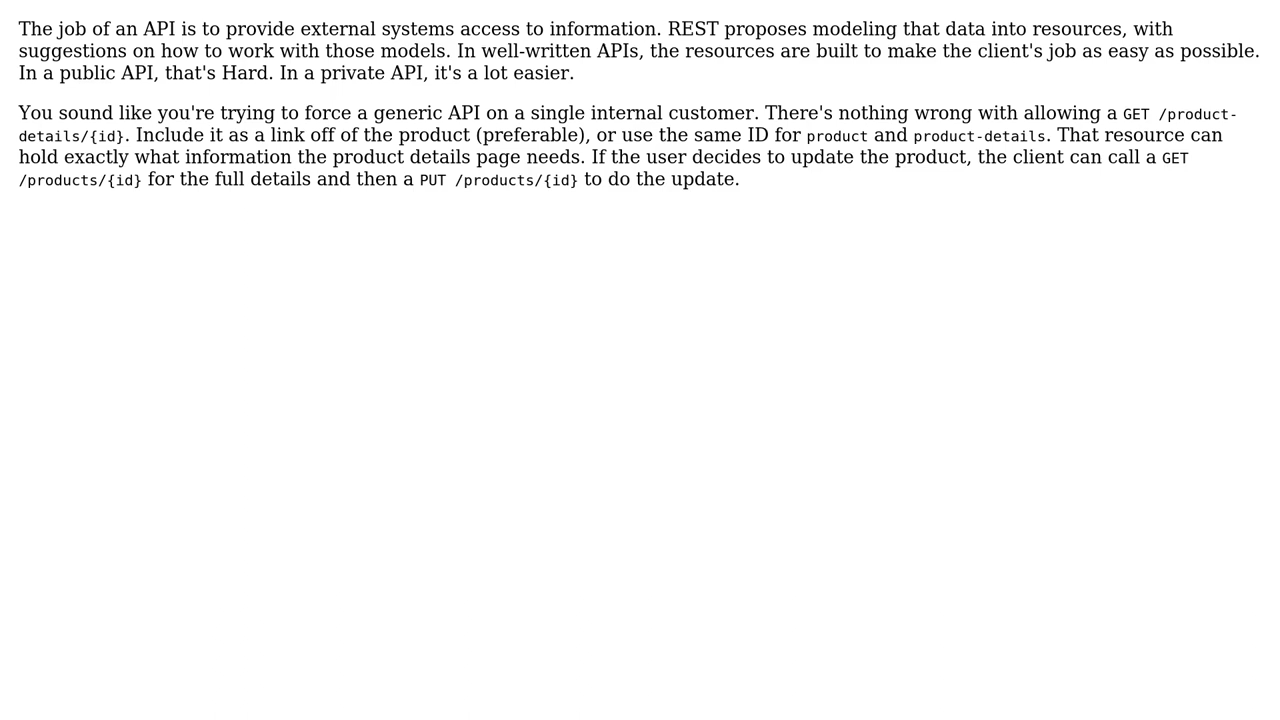 The job of an API is to provide external systems access to information. REST proposes modeling that data into resources, with
suggestions on how to work with those models. In well-written APIs, the resources are built to make the client's job as easy as possible.
In a public API, that's Hard. In a private API, it's a lot easier.
You sound like you're trying to force a generic API on a single internal customer. There's nothing wrong with allowing a GET /product-
details/{id}. Include it as a link off of the product (preferable), or use the same ID for product and product-details. That resource can
hold exactly what information the product details page needs. If the user decides to update the product, the client can call a GET
/products/{id} for the full details and then a PUT /products/{id} to do the update.